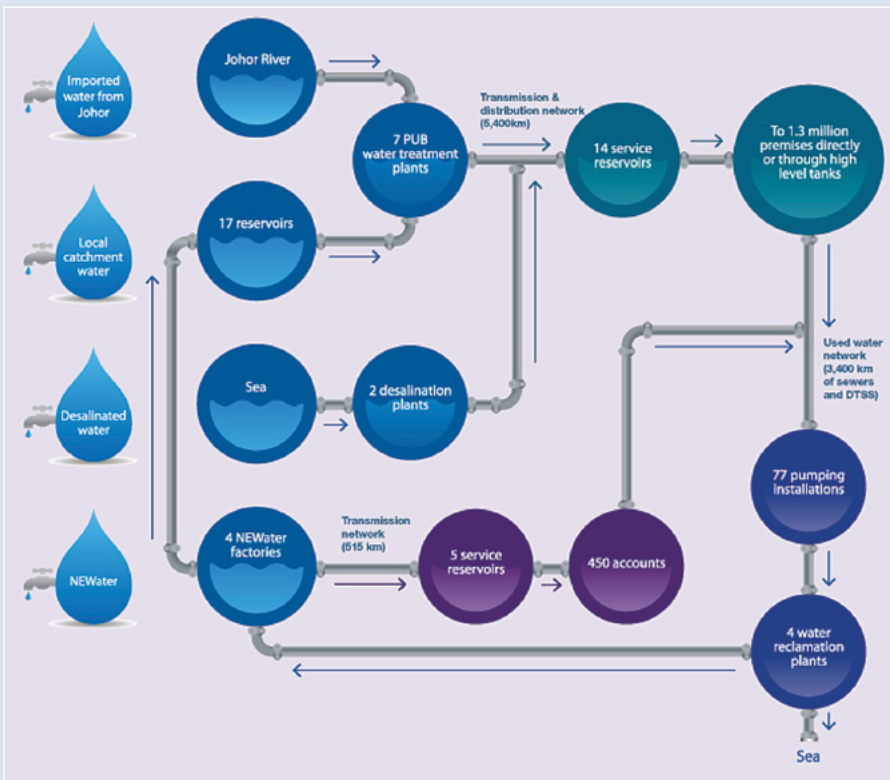 Imported
water from
Johor
Johor River
7 PUB
water treatment
plants
Transmission &
distribution network
(5,400km)
14 service
reservoirs
To 1.3 million
premises directly
or through high
level tanks
Local
catchment
water
17 reservoirs
Desalinated
water
Sea
2 desalination
plants
Used water
network
(3,400 km
of sewers
and DTSS)
77 pumping
installations
NEWater
4 NEWater
factories
Transmission
network
(515 km)
5 service
reservoirs
450 accounts
4 water
reclamation
plants
Sea